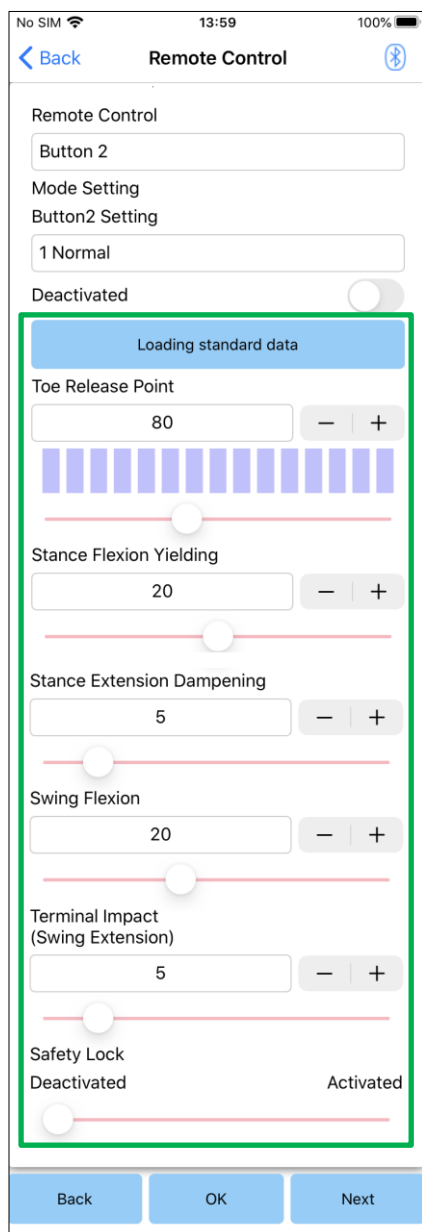 No SIM 13:59 100%
Back Remote Control
Remote Control
Button 2
Mode Setting
Button2 Setting
1 Normal
Deactivated
Loading standard data
Toe Release Point
80 − +
Stance Flexion Yielding
20 − +
Stance Extension Dampening
5 − +
Swing Flexion
20 − +
Terminal Impact
(Swing Extension)
5 − +
Safety Lock
Deactivated Activated
Back OK Next